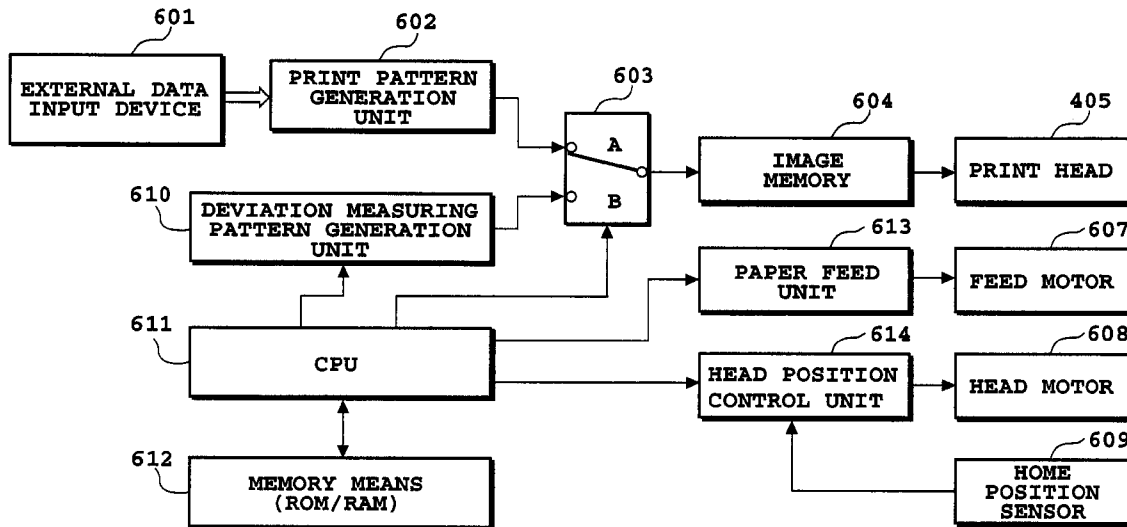 601
EXTERNAL DATA
INPUT DEVICE
602
PRINT PATTERN
GENERATION
UNIT
603
A
B
604
IMAGE
MEMORY
405
PRINT HEAD
610
DEVIATION MEASURING
PATTERN GENERATION
UNIT
613
PAPER FEED
UNIT
607
FEED MOTOR
611
CPU
614
HEAD POSITION
CONTROL UNIT
608
HEAD MOTOR
612
MEMORY MEANS
(ROM/RAM)
609
HOME
POSITION
SENSOR